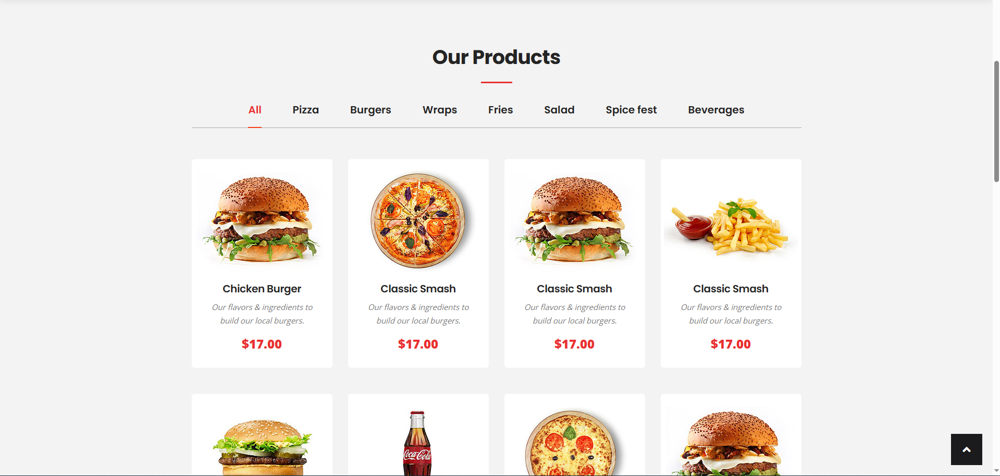 Our Products
All Pizza Burgers Wraps Fries Salad Spice fest Beverages
Chicken Burger
Our flavors & ingredients to
build our local burgers.
$17.00
Classic Smash
Our flavors & ingredients to
build our local burgers.
$17.00
Classic Smash
Our flavors & ingredients to
build our local burgers.
$17.00
Classic Smash
Our flavors & ingredients to
build our local burgers.
$17.00
Coca-Cola